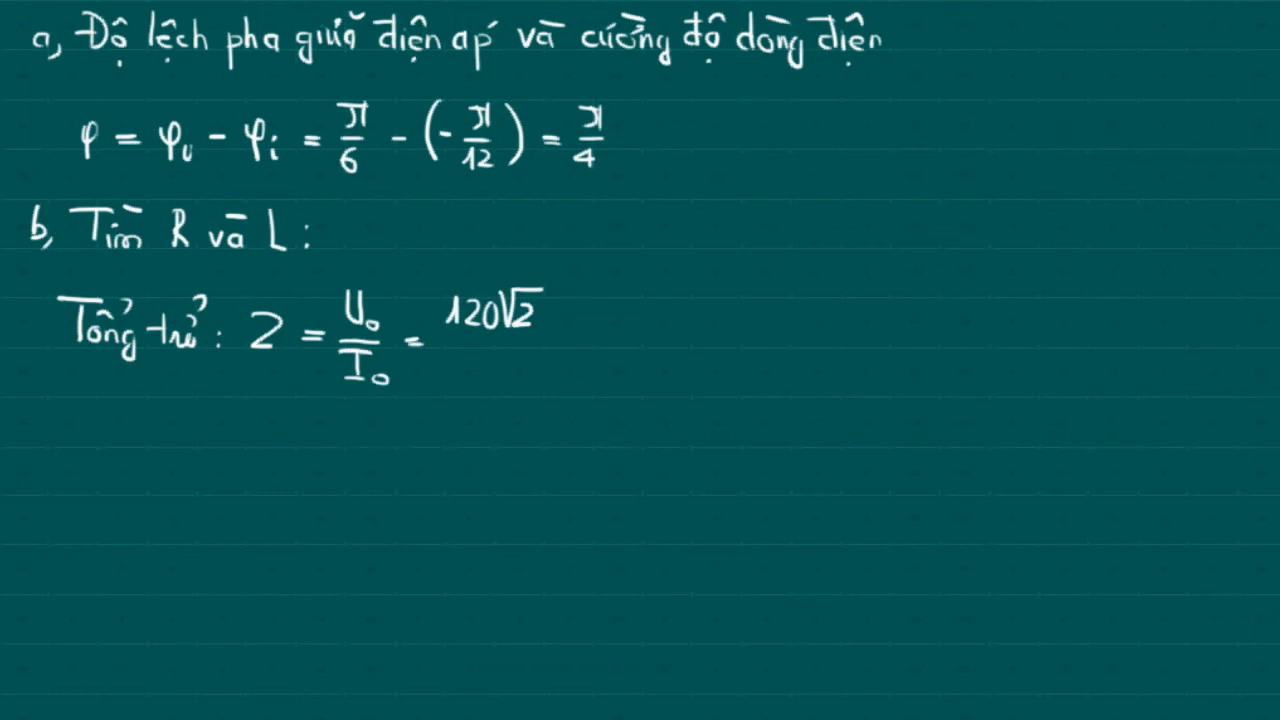 a, Độ lệch pha giữa điện áp và cường độ dòng điện
φ = φu - φi = π/6 - (-π/12) = π/4
b, Tìm R và L :
Tổng trở : Z = U₀/I₀ = 120√2